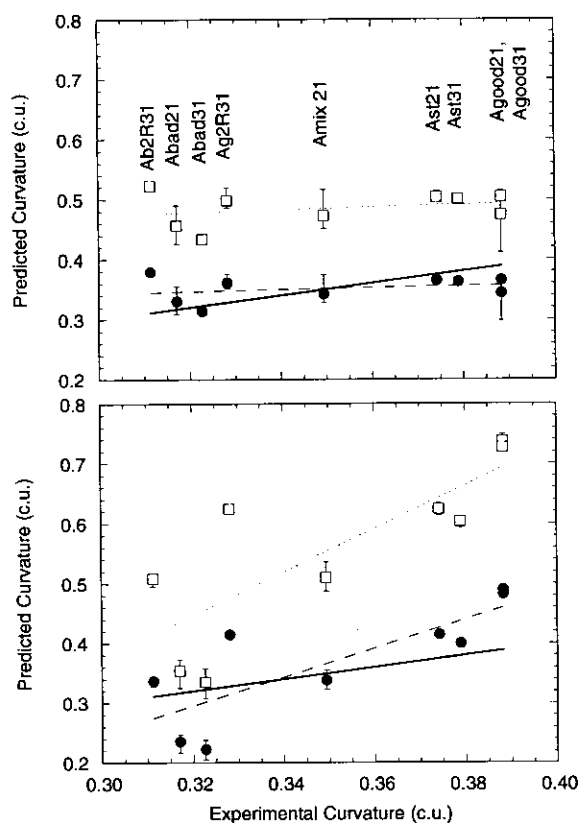 0.8
0.7
0.6
0.5
0.4
0.3
0.2
Predicted Curvature (c.u.)
Ab2R31
Abad21
Abad31
Ag2R31
Amix 21
Ast21
Ast31
Agood21,
Agood31
0.8
0.7
0.6
0.5
0.4
0.3
0.2
Predicted Curvature (c.u.)
0.30
0.32
0.34
0.36
0.38
0.40
Experimental Curvature (c.u.)